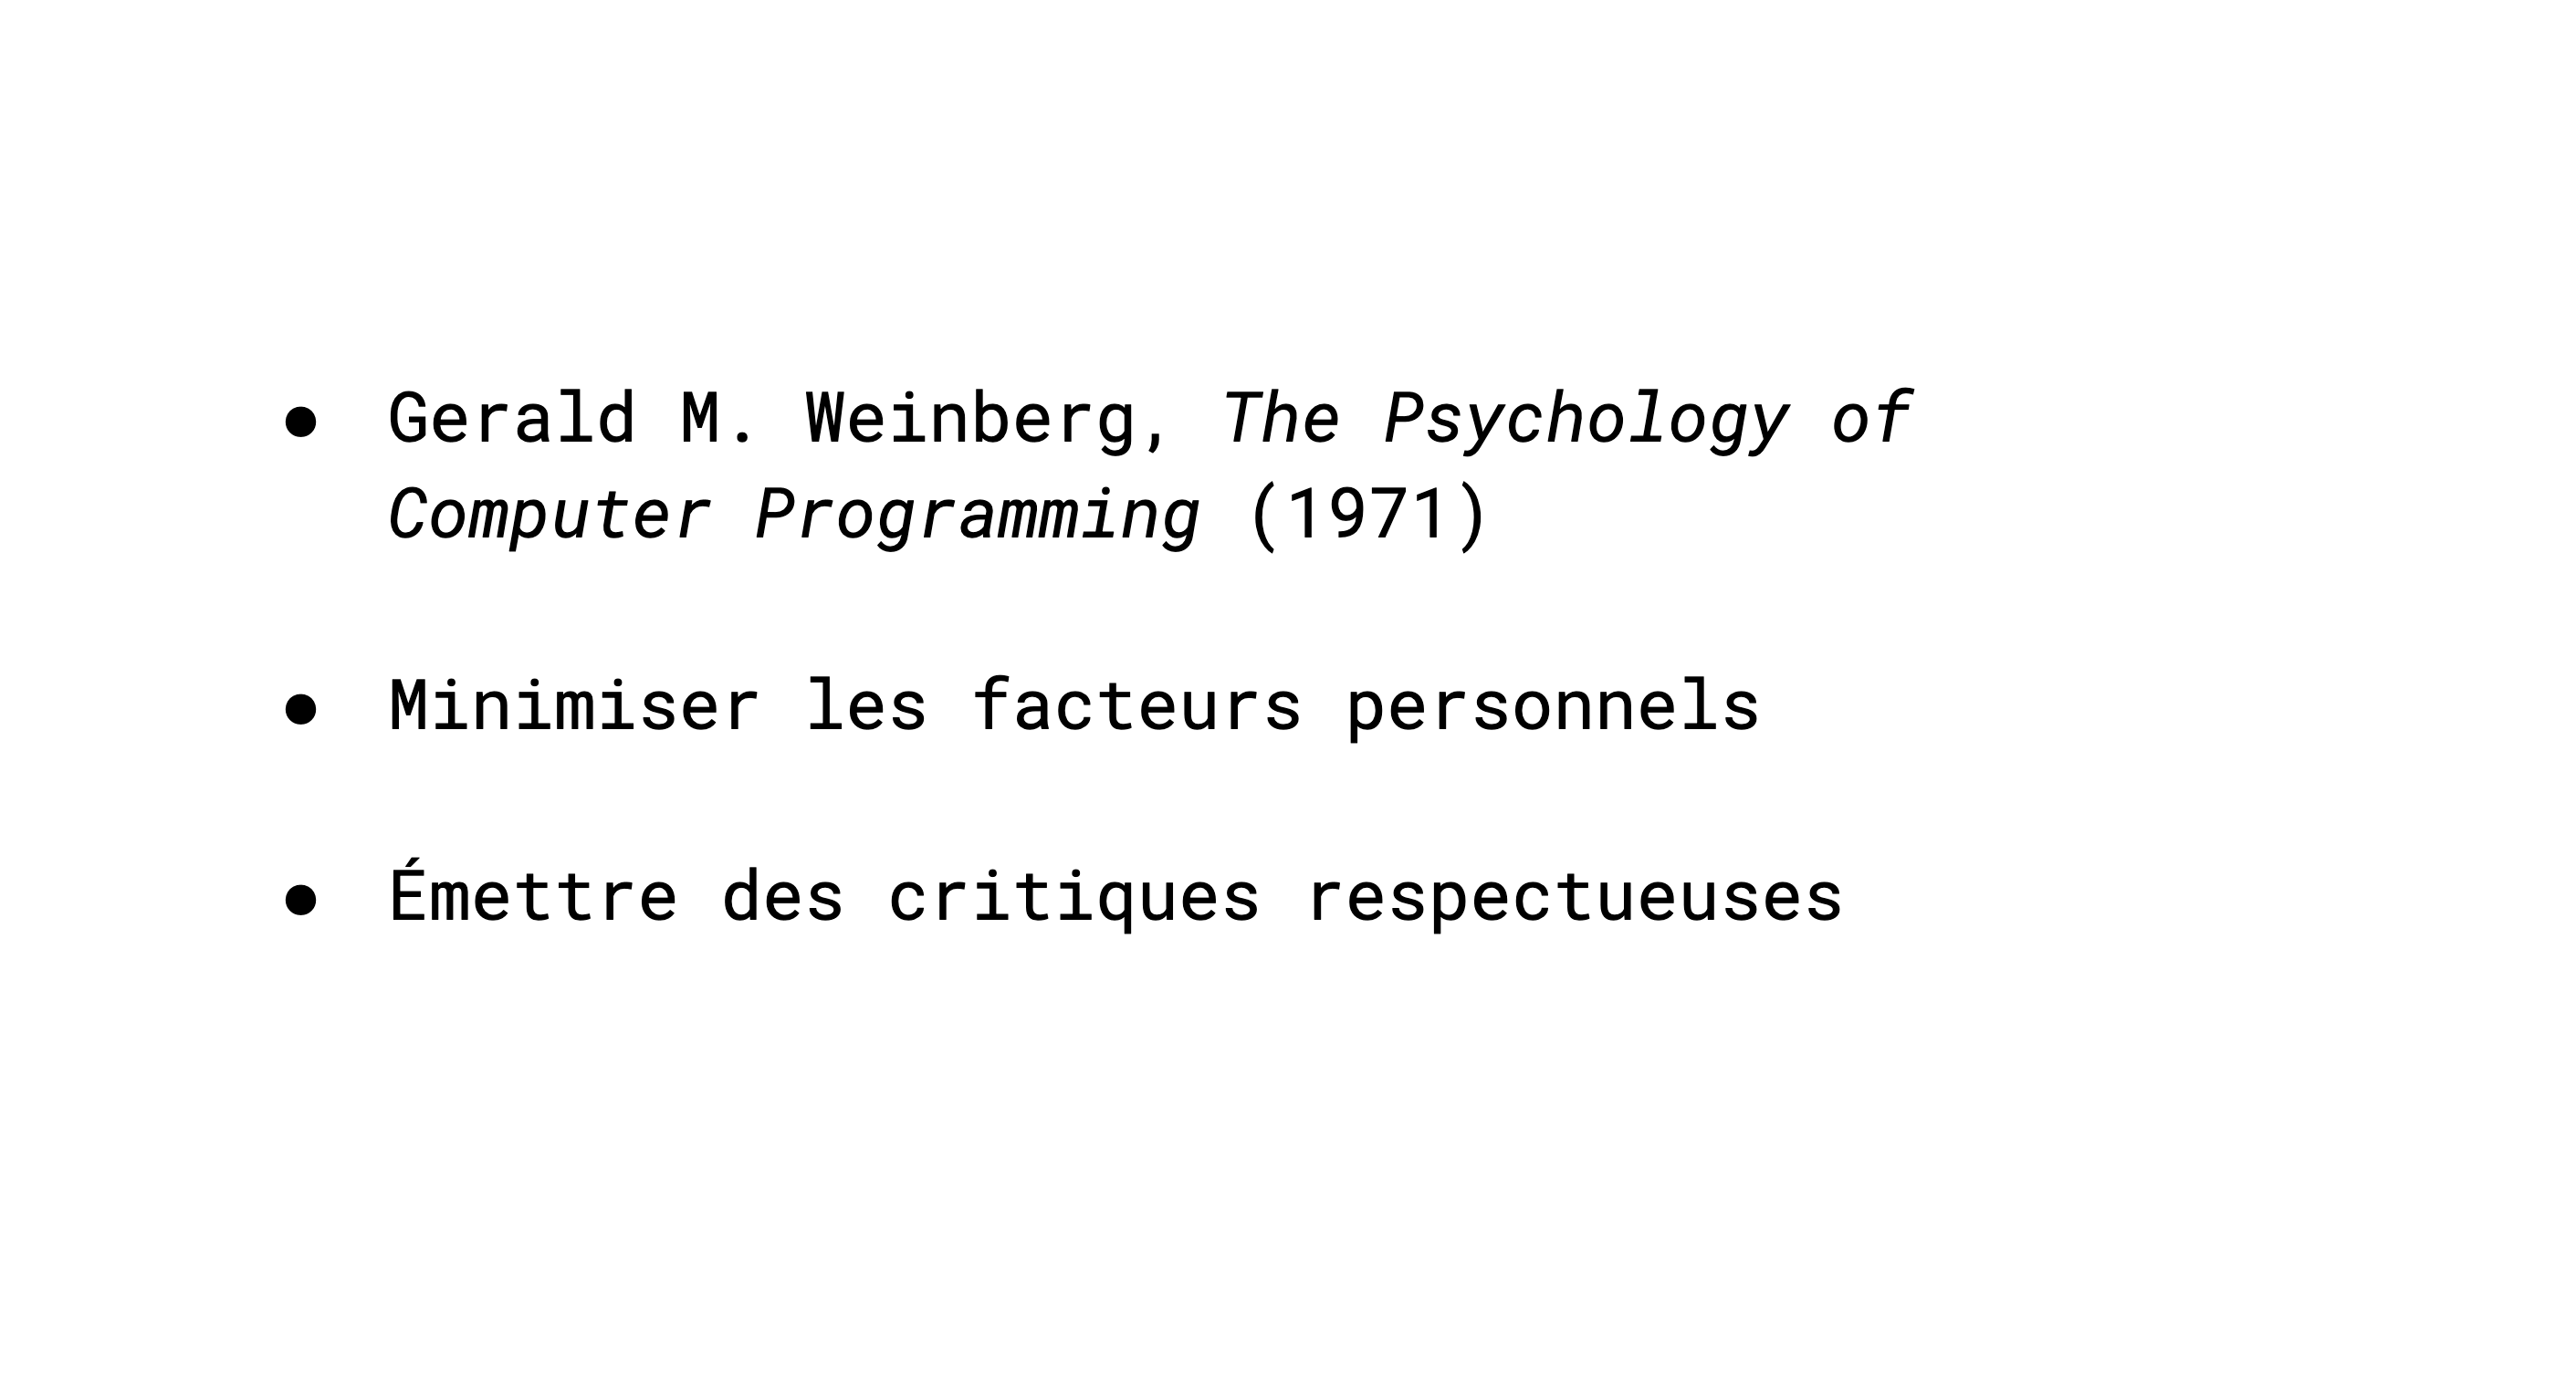 ● Gerald M. Weinberg, The Psychology of
Computer Programming (1971)
● Minimiser les facteurs personnels
● Émettre des critiques respectueuses